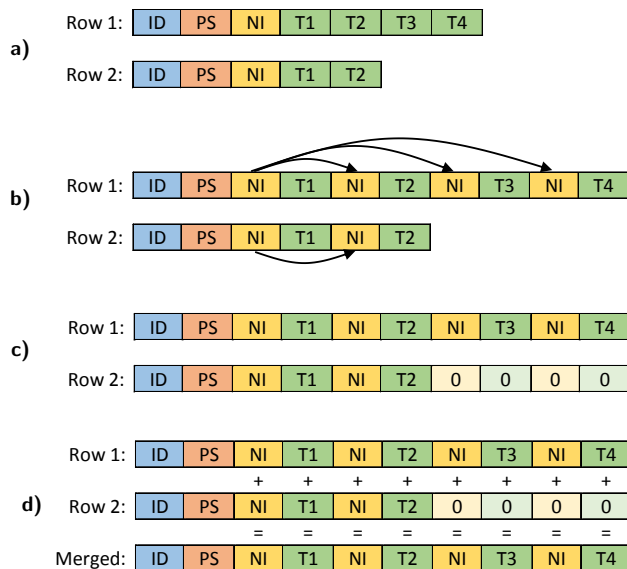 Row 1: ID PS NI T1 T2 T3 T4
a)
Row 2: ID PS NI T1 T2
Row 1: ID PS NI T1 NI T2 NI T3 NI T4
b)
Row 2: ID PS NI T1 NI T2
Row 1: ID PS NI T1 NI T2 NI T3 NI T4
c)
Row 2: ID PS NI T1 NI T2 0 0 0 0
Row 1: ID PS NI T1 NI T2 NI T3 NI T4
+ + + + + + + +
d) Row 2: ID PS NI T1 NI T2 0 0 0 0
= = = = = = = =
Merged: ID PS NI T1 NI T2 NI T3 NI T4